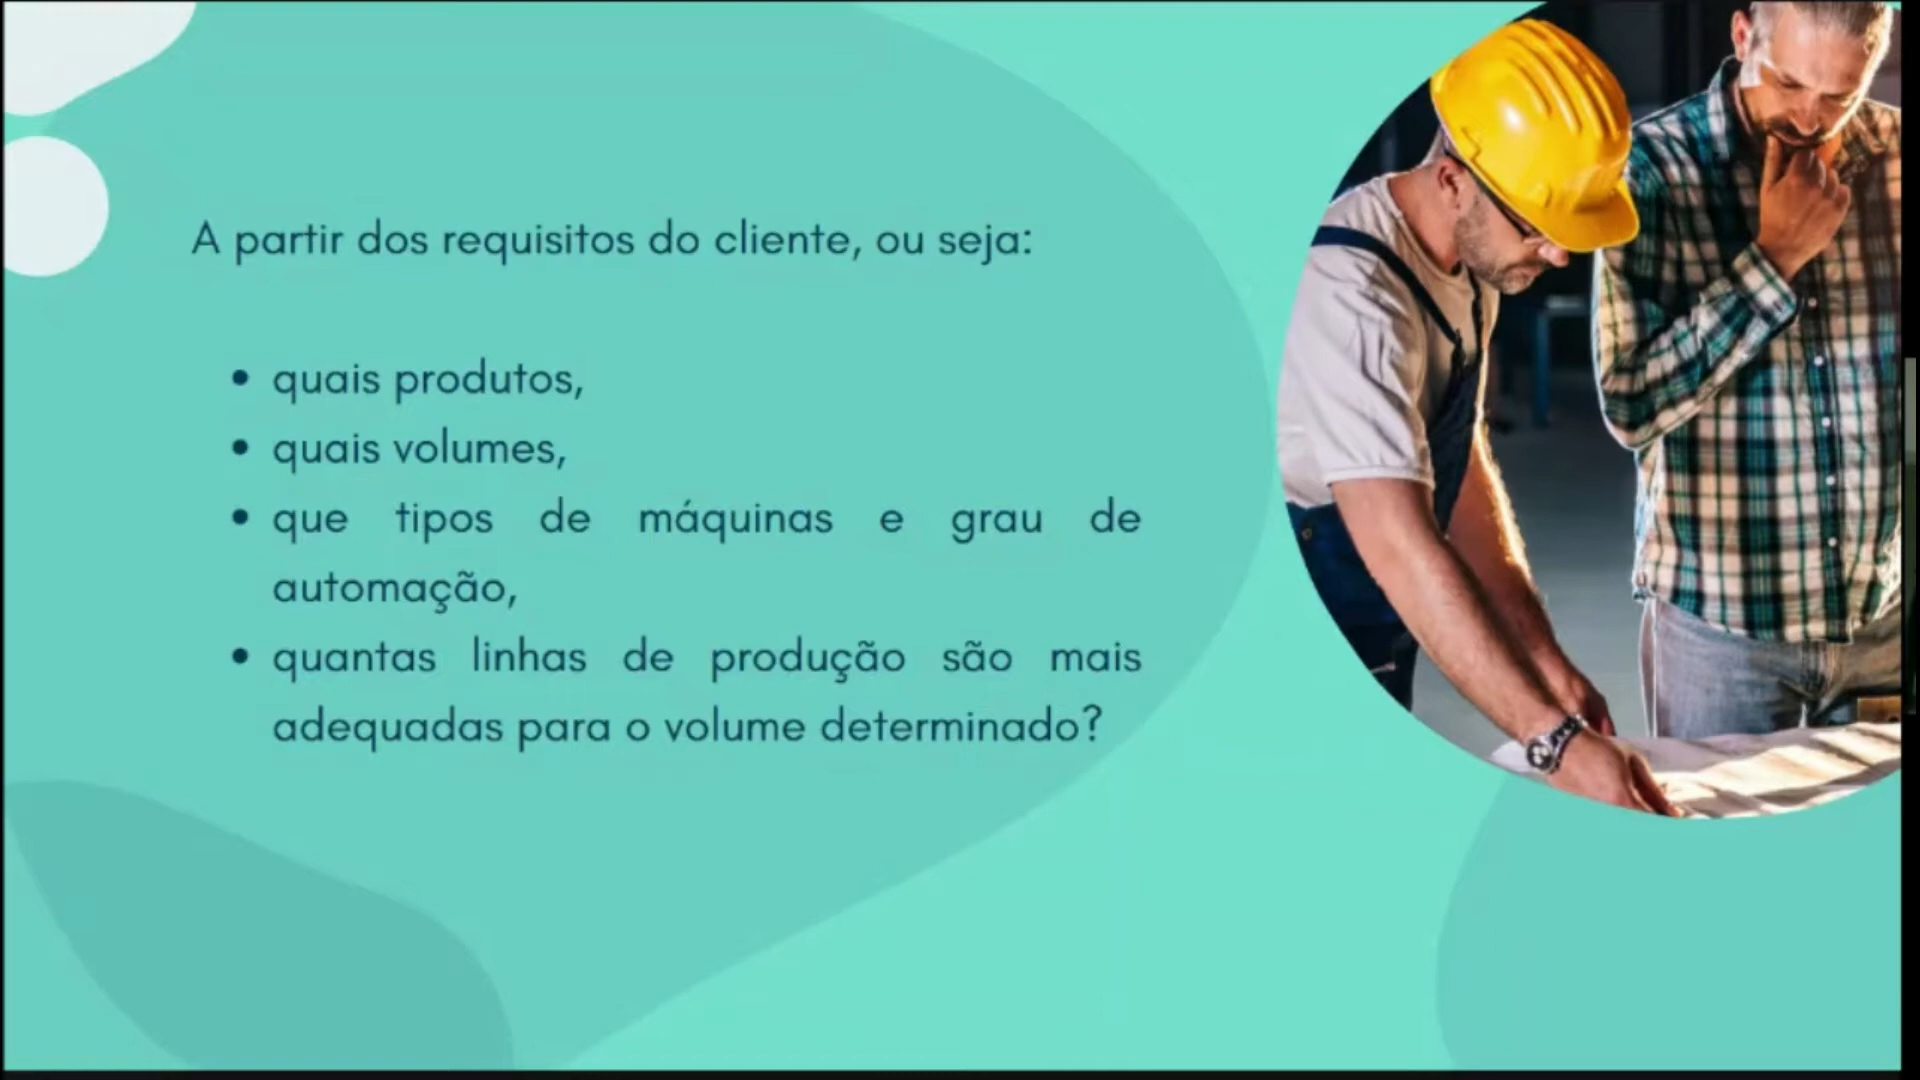 A partir dos requisitos do cliente, ou seja:
• quais produtos,
• quais volumes,
• que tipos de máquinas e grau de
automação,
• quantas linhas de produção são mais
adequadas para o volume determinado?